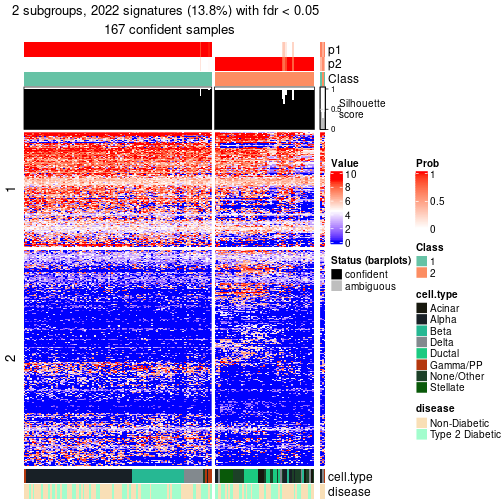 2 subgroups, 2022 signatures (13.8%) with fdr < 0.05
167 confident samples
p1
p2
Class
1
0.5
0
Silhouette
score
1
2
Value
10
8
6
4
2
0
Status (barplots)
confident
ambiguous
Prob
1
0.5
0
Class
1
2
cell.type
Acinar
Alpha
Beta
Delta
Ductal
Gamma/PP
None/Other
Stellate
disease
Non-Diabetic
Type 2 Diabetic
cell.type
disease